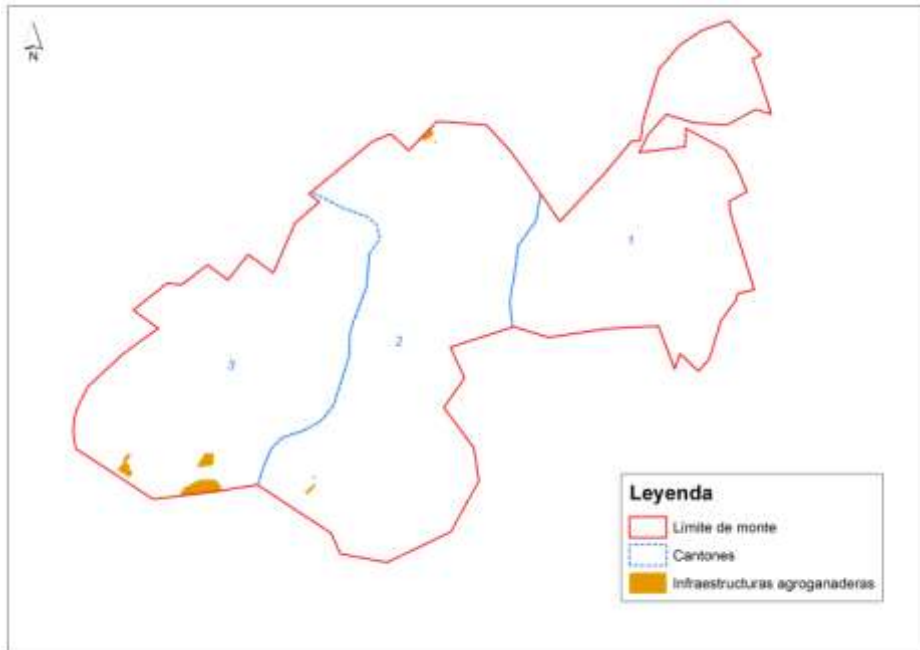 N
1
2
3
Leyenda
Límite de monte
Cantones
Infraestructuras agroganaderas